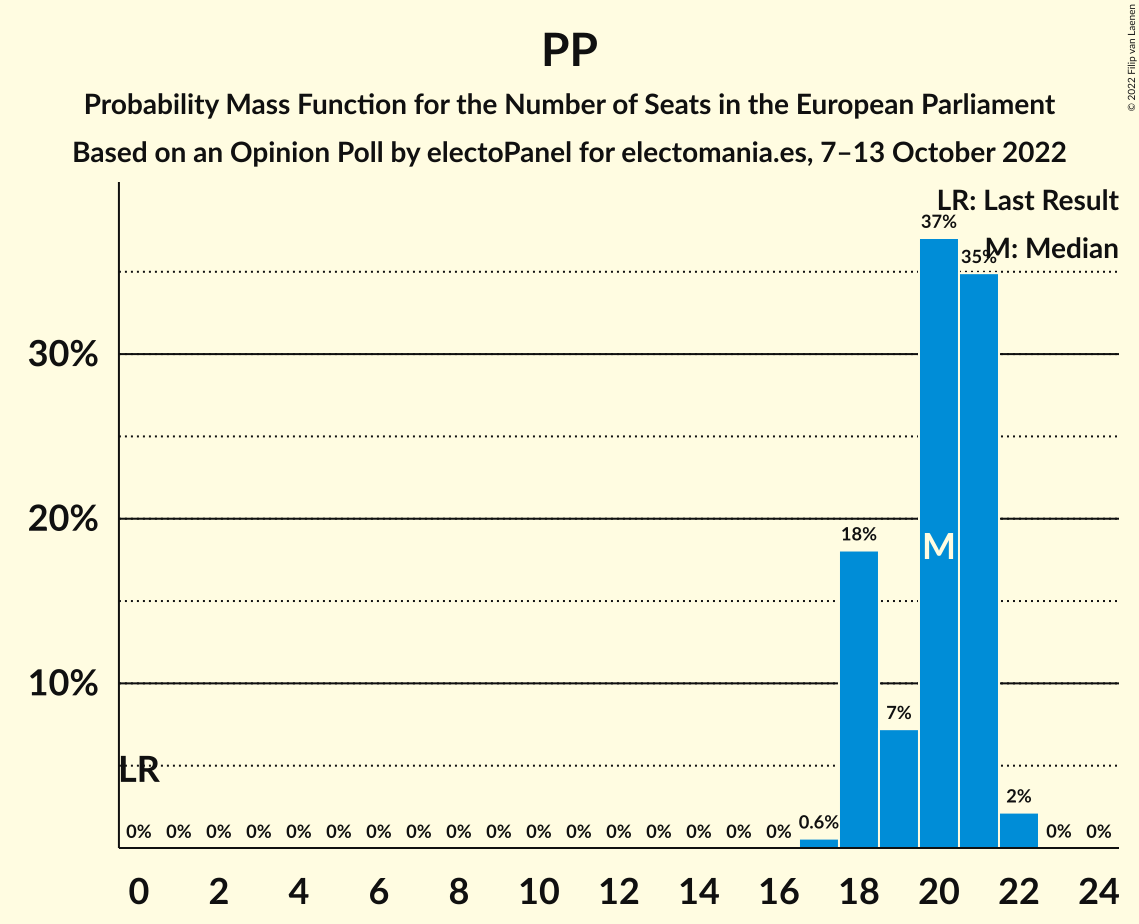 PP
Probability Mass Function for the Number of Seats in the European Parliament
Based on an Opinion Poll by electoPanel for electomania.es, 7–13 October 2022
© 2022 Filip van Laenen
LR: Last Result
M: Median
37%
35%
30%
20%
18%
M
10%
7%
LR
2%
0% 0% 0% 0% 0% 0% 0% 0% 0% 0% 0% 0% 0% 0% 0% 0% 0% 0.6% 0% 0%
0 2 4 6 8 10 12 14 16 18 20 22 24